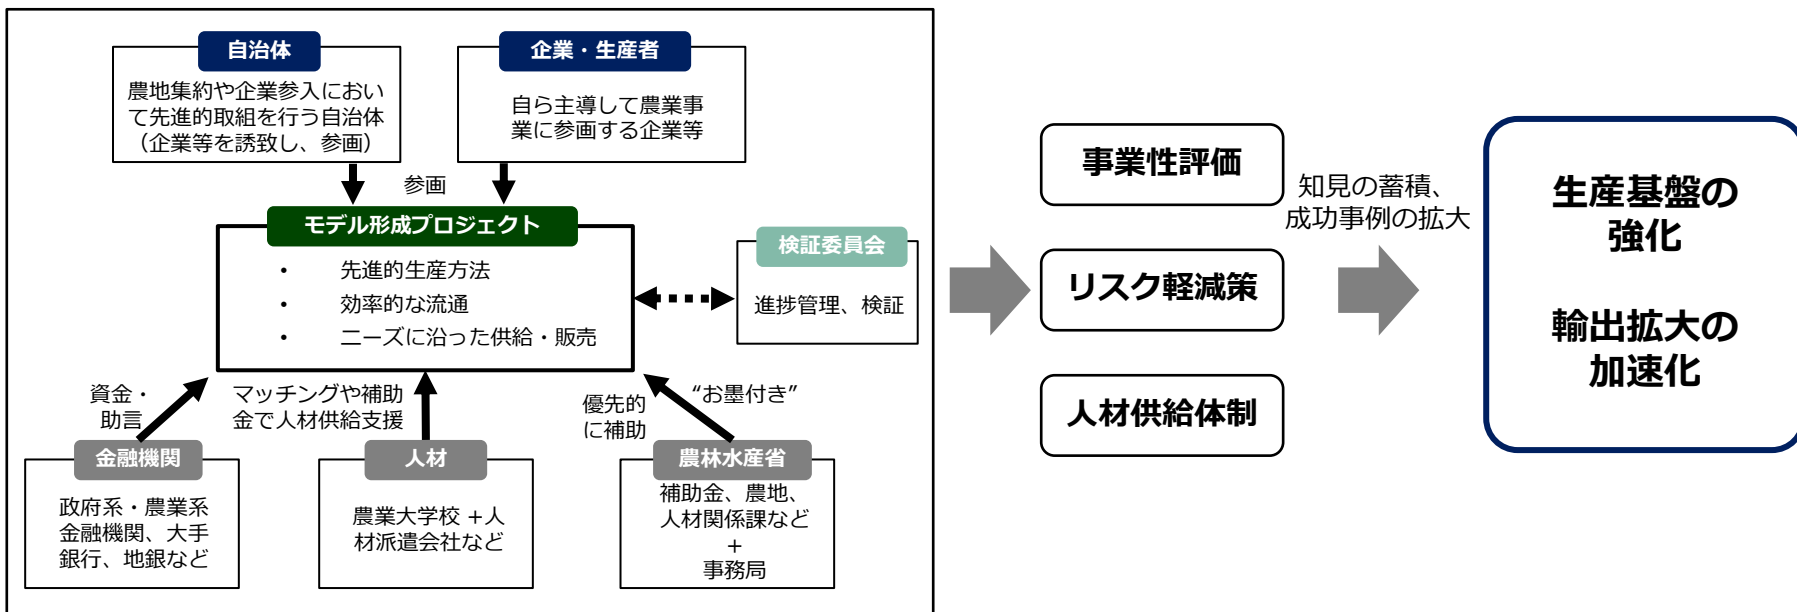 自治体
農地集約や企業参入におい
て先進的取組を行う自治体
（企業等を誘致し、参画）
企業・生産者
自ら主導して農業事
業に参画する企業等
参画
モデル形成プロジェクト
• 先進的生産方法
• 効率的な流通
• ニーズに沿った供給・販売
検証委員会
進捗管理、検証
資金・
助言
マッチングや補助
金で人材供給支援
優先的
に補助
“お墨付き”
金融機関
政府系・農業系
金融機関、大手
銀行、地銀など
人材
農業大学校 +人
材派遣会社など
農林水産省
補助金、農地、
人材関係課など
+
事務局
事業性評価
リスク軽減策
人材供給体制
知見の蓄積、
成功事例の拡大
生産基盤の
強化
輸出拡大の
加速化